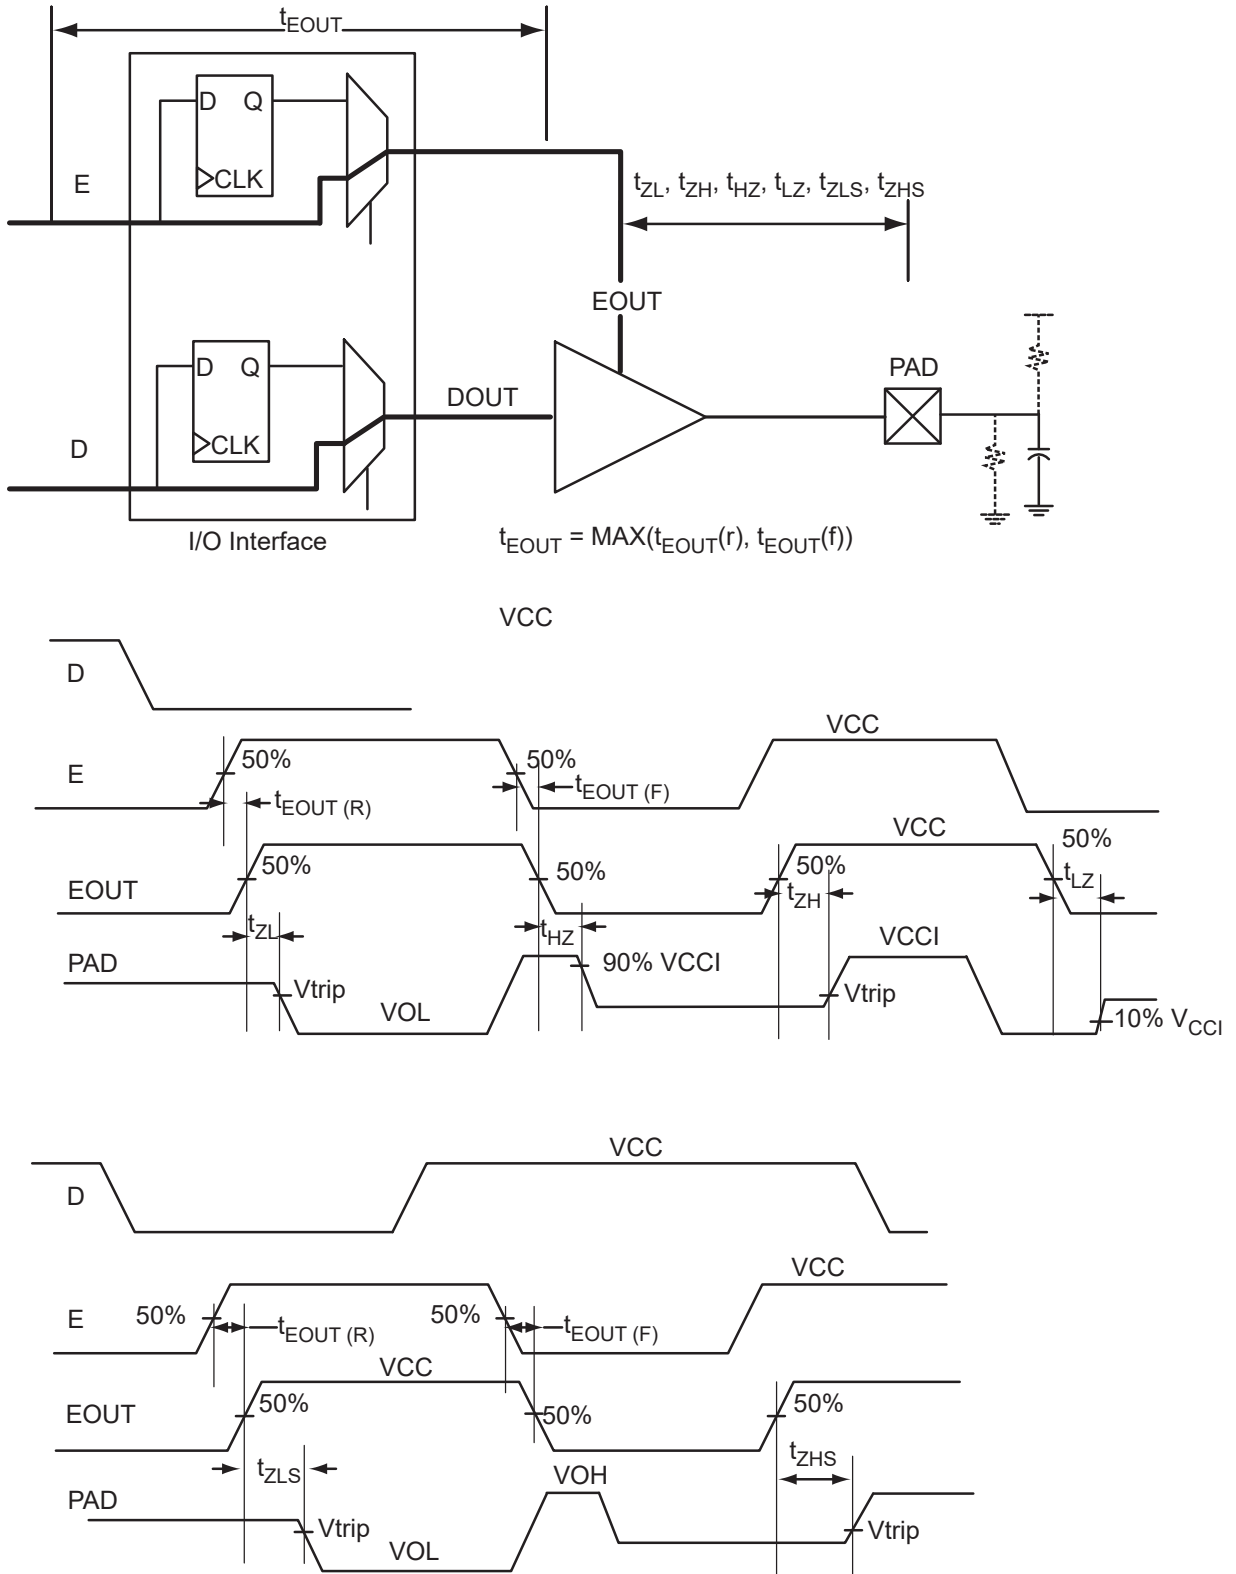 tEOUT
D Q
CLK
E
tZL, tZH, tHZ, tLZ, tZLS, tZHS
EOUT
D Q
CLK
D
DOUT
PAD
I/O Interface
tEOUT = MAX(tEOUT(r), tEOUT(f))
VCC
D
VCC
E
50%
50%
tEOUT (R)
tEOUT (F)
VCC
50%
EOUT
50%
50%
50%
tZH
tLZ
tZL
tHZ
VCCI
PAD
90% VCCI
Vtrip
Vtrip
VOL
10% VCCI
VCC
D
VCC
E
50%
50%
tEOUT (R)
tEOUT (F)
VCC
EOUT
50%
50%
50%
tZLS
tZHS
VOH
PAD
Vtrip
Vtrip
VOL